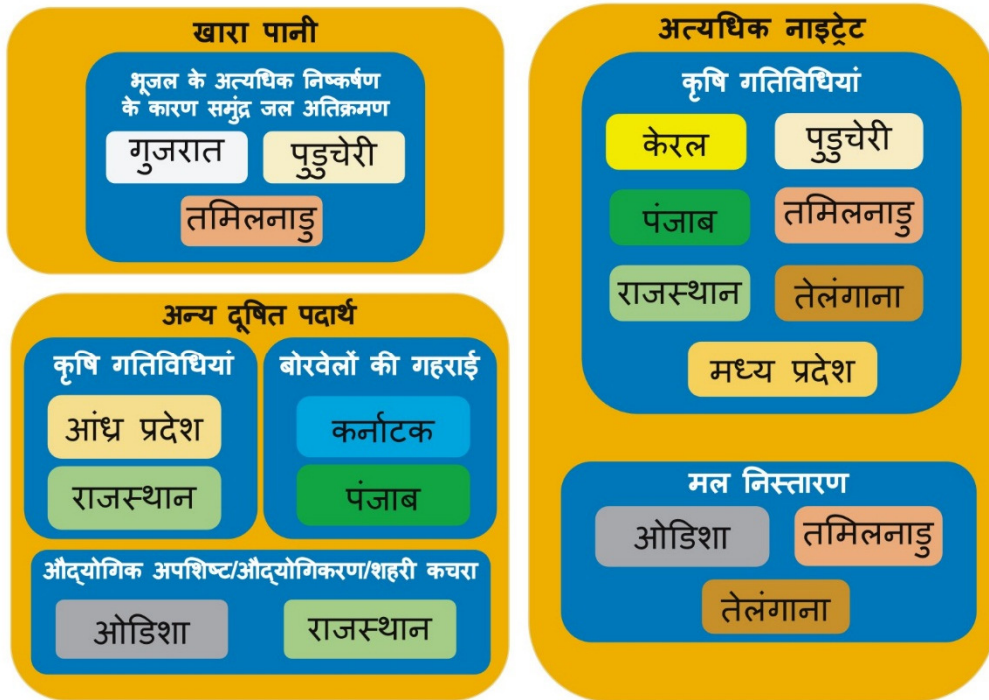 खारा पानी
भूजल के अत्यधिक निष्कर्षण
के कारण समुंद्र जल अतिक्रमण
गुजरात
पुडुचेरी
तमिलनाडु
अन्य दूषित पदार्थ
कृषि गतिविधियां
आंध्र प्रदेश
राजस्थान
बोरवेलों की गहराई
कर्नाटक
पंजाब
औद्योगिक अपशिष्ट/औद्योगिकरण/शहरी कचरा
ओडिशा
राजस्थान
अत्यधिक नाइट्रेट
कृषि गतिविधियां
केरल
पुडुचेरी
पंजाब
तमिलनाडु
राजस्थान
तेलंगाना
मध्य प्रदेश
मल निस्तारण
ओडिशा
तमिलनाडु
तेलंगाना